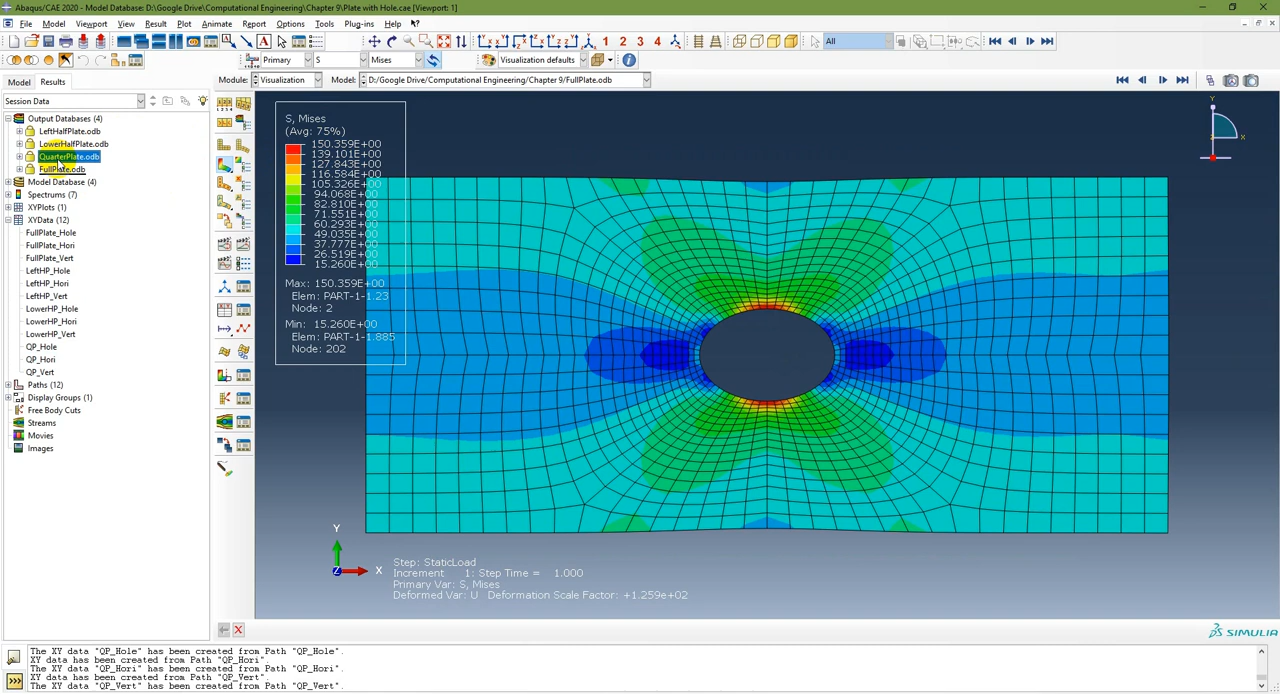 Abaqus/CAE 2020 - Model Database: D:\Google Drive\Computational Engineering\Chapter 9\Plate with Hole.cae [Viewport: 1]
File Model Viewport View Result Plot Animate Report Options Tools Plug-ins Help
1 2 3 4 All
Primary S Mises Visualization defaults
Model Results Module: Visualization Model: D:/Google Drive/Computational Engineering/Chapter 9/FullPlate.odb
Session Data
Output Databases (4)
LeftHalfPlate.odb
LowerHalfPlate.odb
QuarterPlate.odb
FullPlate.odb
Model Database (4)
Spectrums (7)
XYPlots (1)
XYData (12)
FullPlate_Hole
FullPlate_Hori
FullPlate_Vert
LeftHP_Hole
LeftHP_Hori
LeftHP_Vert
LowerHP_Hole
LowerHP_Hori
LowerHP_Vert
QP_Hole
QP_Hori
QP_Vert
Paths (12)
Display Groups (1)
Free Body Cuts
Streams
Movies
Images
S, Mises
(Avg: 75%)
150.359E+00
139.101E+00
127.843E+00
116.584E+00
105.326E+00
94.068E+00
82.810E+00
71.551E+00
60.293E+00
49.035E+00
37.777E+00
26.519E+00
15.260E+00
Max: 150.359E+00
Elem: PART-1-1.23
Node: 2
Min: 15.260E+00
Elem: PART-1-1.885
Node: 202
Y
X
Z
Y
Z X
Step: StaticLoad
Increment 1: Step Time = 1.000
Primary Var: S, Mises
Deformed Var: U Deformation Scale Factor: +1.259e+02
SIMULIA
The XY data "QP_Hole" has been created from Path "QP_Hole".
XY data has been created from Path "QP_Hori".
The XY data "QP_Hori" has been created from Path "QP_Hori".
XY data has been created from Path "QP_Vert".
The XY data "QP_Vert" has been created from Path "QP_Vert".